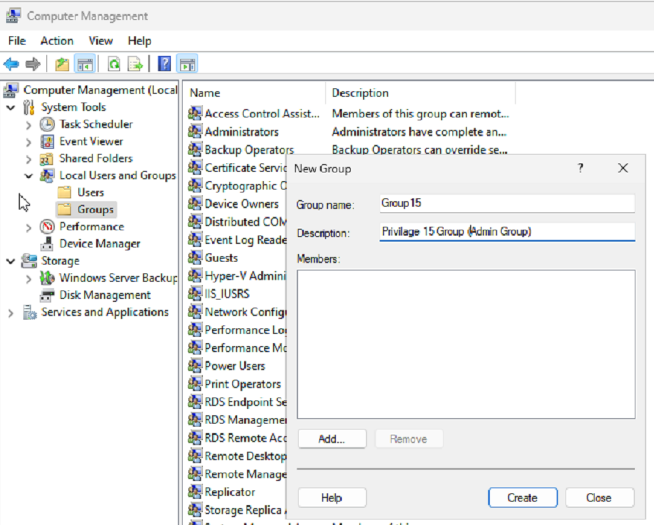 Computer Management
File Action View Help
Computer Management (Local
System Tools
Task Scheduler
Event Viewer
Shared Folders
Local Users and Groups
Users
Groups
Performance
Device Manager
Storage
Windows Server Backup
Disk Management
Services and Applications
Name Description
Access Control Assist... Members of this group can remot...
Administrators Administrators have complete an...
Backup Operators Backup Operators can override se...
Certificate Servic
Cryptographic O
Device Owners
Distributed COM
Event Log Reade
Guests
Hyper-V Admini
IIS_IUSRS
Network Configu
Performance Log
Performance Mo
Power Users
Print Operators
RDS Endpoint Se
RDS Managemen
RDS Remote Acc
Remote Desktop
Remote Manage
Replicator
Storage Replica A
New Group ?
Group name: Group15
Description: Privilage 15 Group (Admin Group)
Members:
Add... Remove
Help Create Close